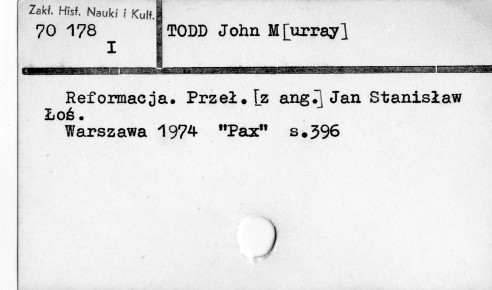 Zakł. Hist. Nauki i Kult.
70 178
I
TODD John M[urray]
Reformacja. Przeł. [z ang.] Jan Stanisław
Łoś.
Warszawa 1974 "Pax" s.396